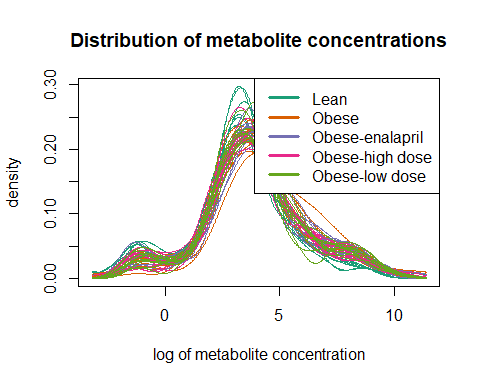 Distribution of metabolite concentrations
density
0.30
0.20
0.10
0.00
Lean
Obese
Obese-enalapril
Obese-high dose
Obese-low dose
0 5 10
log of metabolite concentration